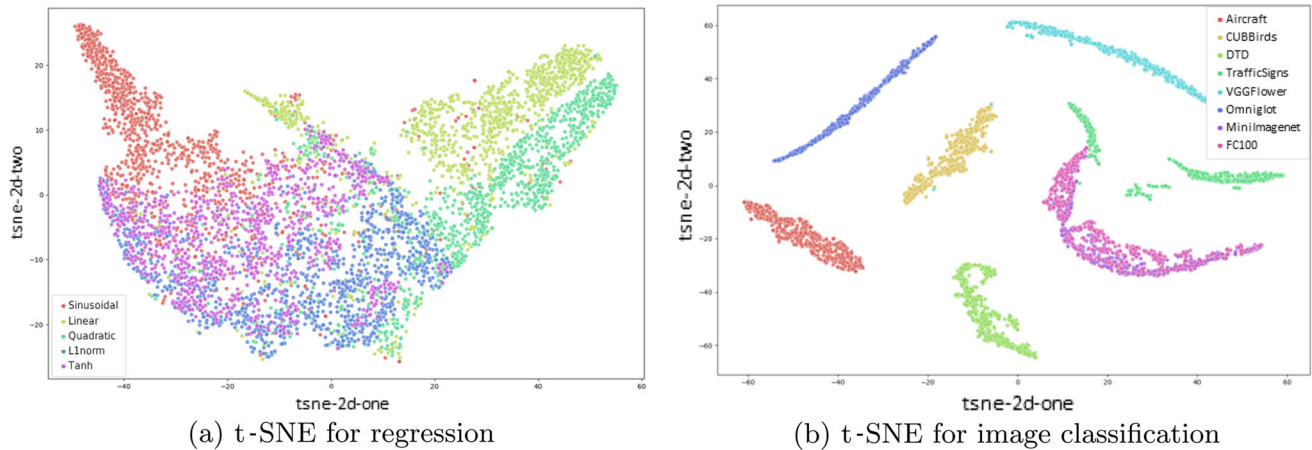 tsne-2d-two
20
10
0
−10
−20
Sinusoidal
Linear
Quadratic
L1norm
Tanh
−40
−20
0
20
40
60
tsne-2d-one
(a) t-SNE for regression
tsne-2d-two
60
40
20
0
−20
−40
−60
Aircraft
CUBBirds
DTD
TrafficSigns
VGGFlower
Omniglot
MiniImagenet
FC100
−60
−40
−20
0
20
40
60
tsne-2d-one
(b) t-SNE for image classification